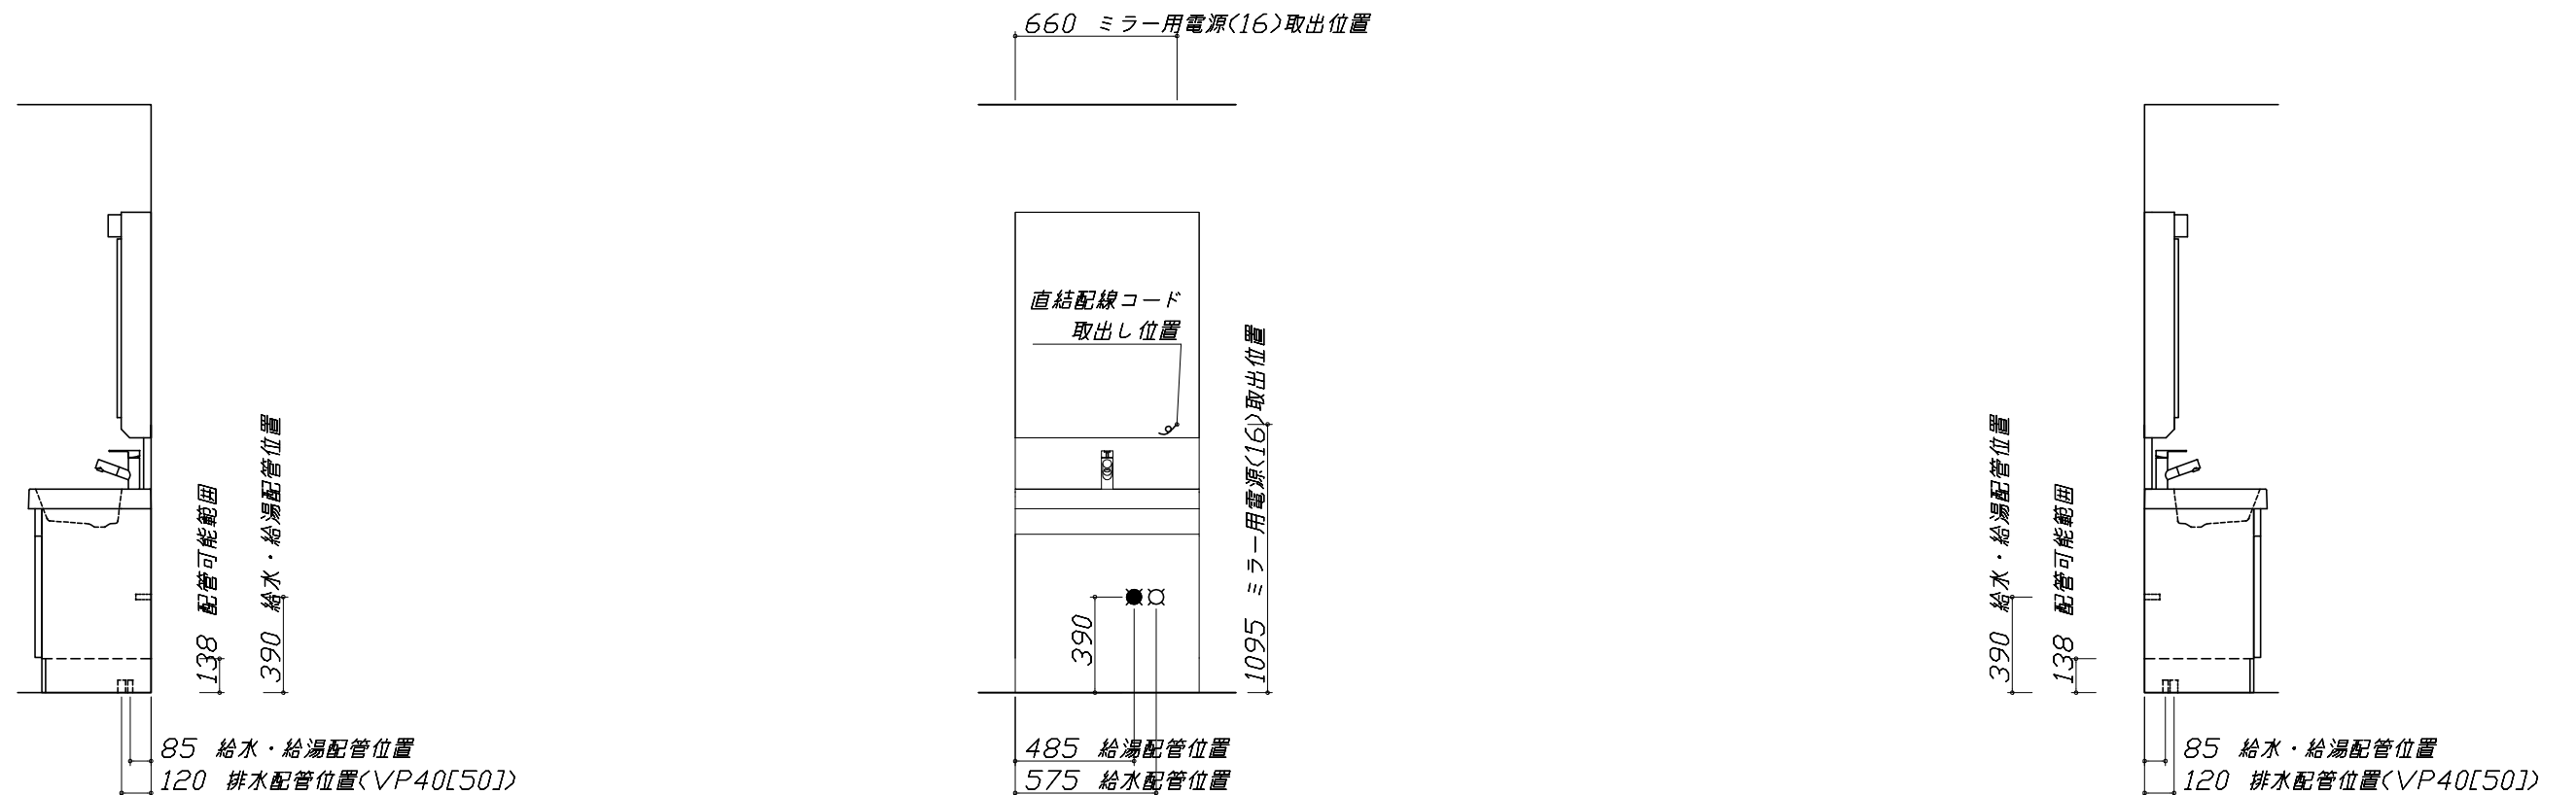 660 ミラー用電源(16)取出位置
直結配線コード
取出し位置
1095 ミラー用電源(16)取出位置
390
485 給湯配管位置
575 給水配管位置
138 配管可能範囲
390 給水・給湯配管位置
85 給水・給湯配管位置
120 排水配管位置(VP40[50])
390 給水・給湯配管位置
138 配管可能範囲
85 給水・給湯配管位置
120 排水配管位置(VP40[50])